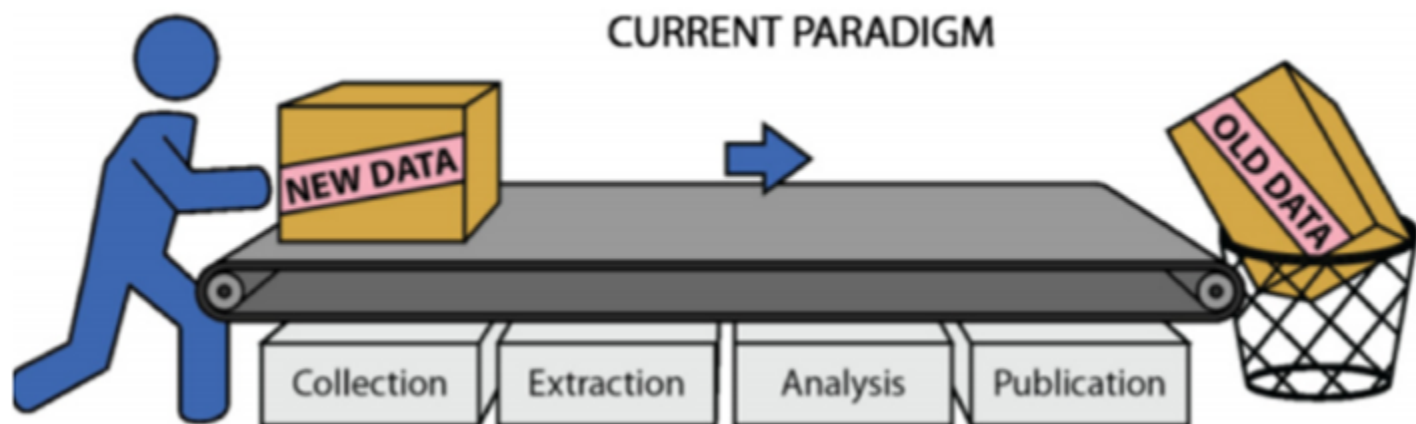 CURRENT PARADIGM
NEW DATA
OLD DATA
Collection
Extraction
Analysis
Publication